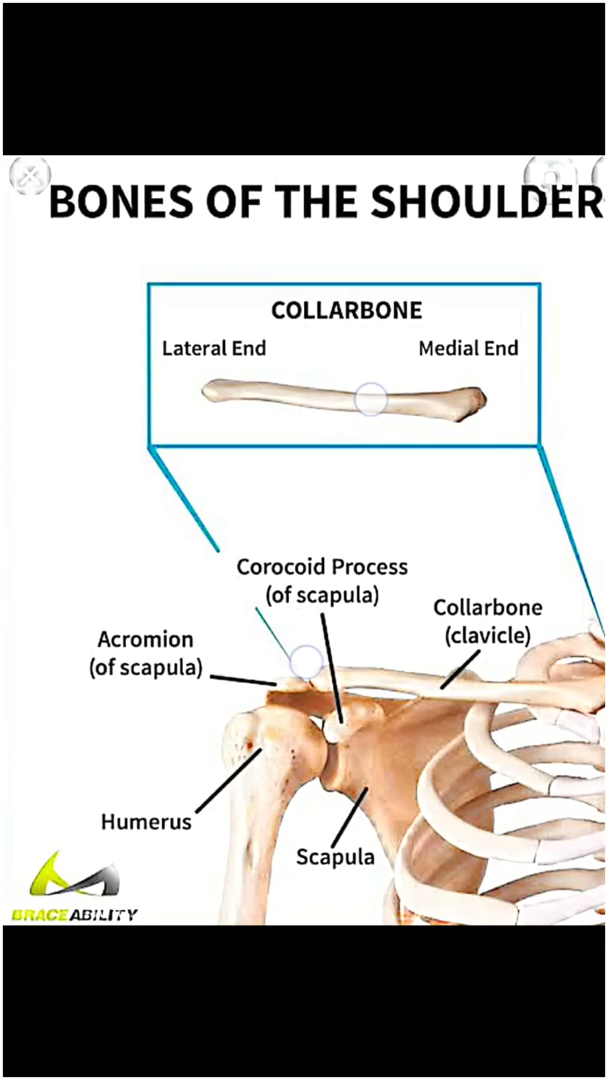 BONES OF THE SHOULDER
COLLARBONE
Lateral End
Medial End
Corocoid Process
(of scapula)
Collarbone
(clavicle)
Acromion
(of scapula)
Humerus
Scapula
BRACEABILITY